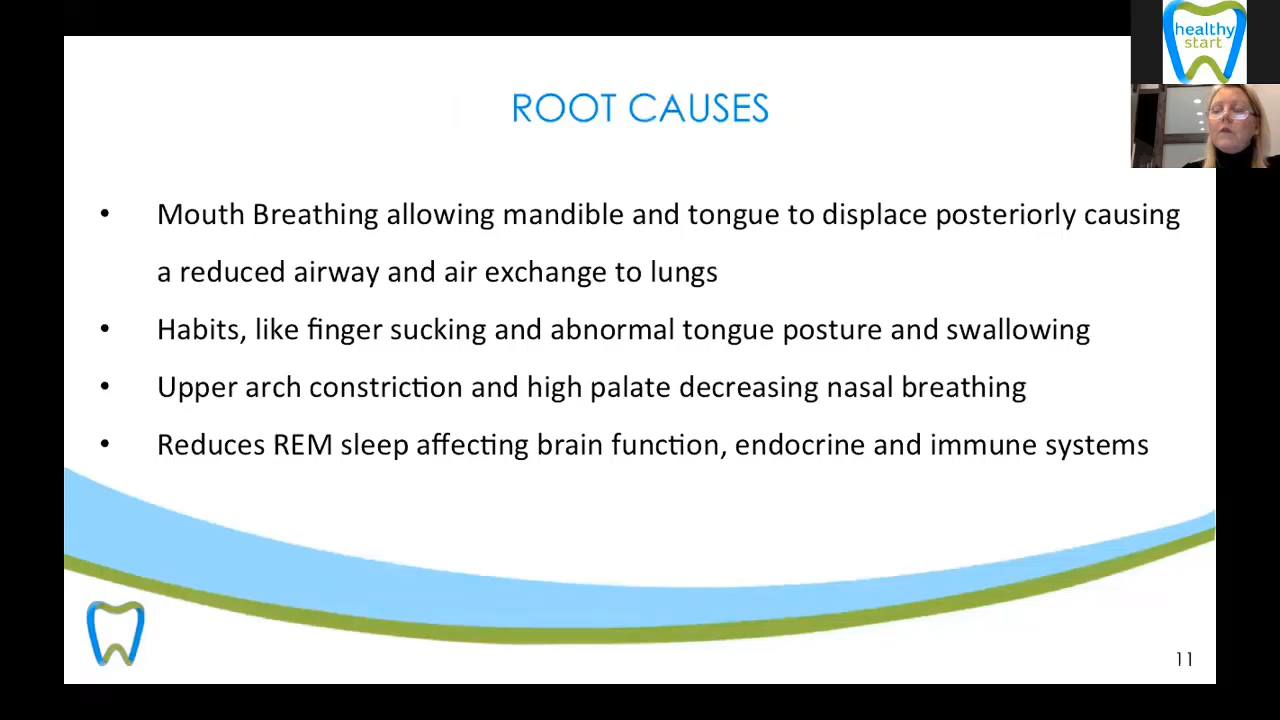 healthy
start
ROOT CAUSES
• Mouth Breathing allowing mandible and tongue to displace posteriorly causing
a reduced airway and air exchange to lungs
• Habits, like finger sucking and abnormal tongue posture and swallowing
• Upper arch constriction and high palate decreasing nasal breathing
• Reduces REM sleep affecting brain function, endocrine and immune systems
11